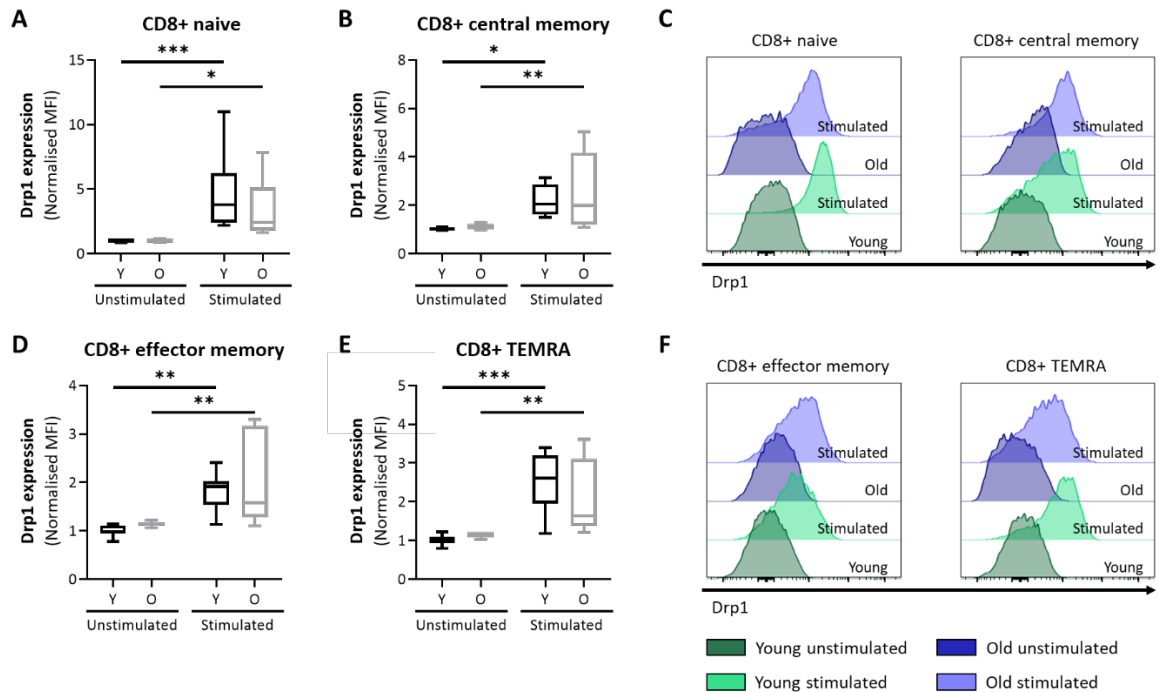 A
CD8+ naive
Drp1 expression
(Normalised MFI)
15
10
5
0
***
*
Y O Y O
Unstimulated Stimulated
B
CD8+ central memory
Drp1 expression
(Normalised MFI)
8
6
4
2
0
*
**
Y O Y O
Unstimulated Stimulated
C
CD8+ naive CD8+ central memory
Stimulated Stimulated
Old Old
Stimulated Stimulated
Young Young
Drp1
D
CD8+ effector memory
Drp1 expression
(Normalised MFI)
4
3
2
1
0
**
**
Y O Y O
Unstimulated Stimulated
E
CD8+ TEMRA
Drp1 expression
(Normalised MFI)
5
4
3
2
1
0
***
**
Y O Y O
Unstimulated Stimulated
F
CD8+ effector memory CD8+ TEMRA
Stimulated Stimulated
Old Old
Stimulated Stimulated
Young Young
Drp1
Young unstimulated Old unstimulated
Young stimulated Old stimulated